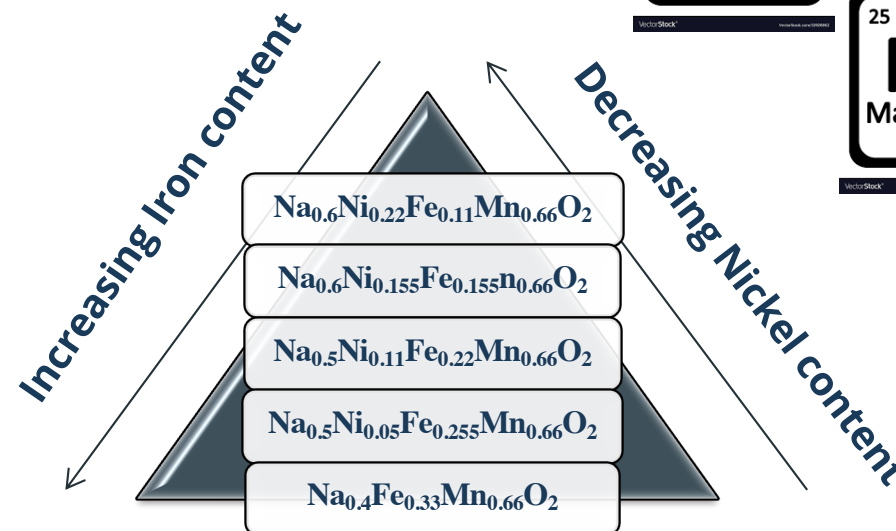 VectorStock®
VectorStock®
25
Ma
Increasing Iron content
Decreasing Nickel content
Na0.6Ni0.22Fe0.11Mn0.66O2
Na0.6Ni0.155Fe0.155n0.66O2
Na0.5Ni0.11Fe0.22Mn0.66O2
Na0.5Ni0.05Fe0.255Mn0.66O2
Na0.4Fe0.33Mn0.66O2